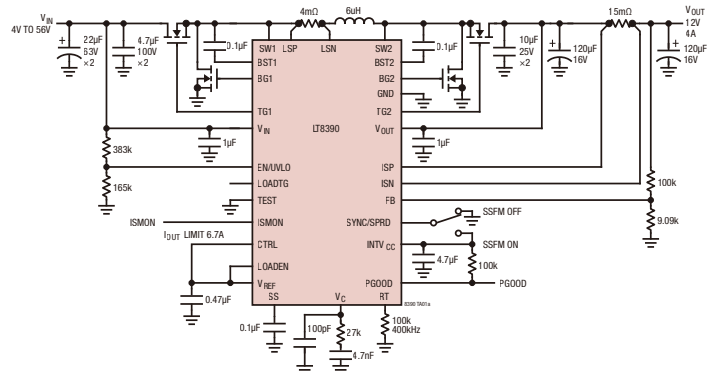 VIN
4V TO 56V
22µF
63V
×2
4.7µF
100V
×2
0.1µF
4mΩ
6uH
SW1
LSP
LSN
SW2
BST1
BST2
BG1
BG2
GND
TG1
TG2
VIN
LT8390
VOUT
0.1µF
10µF
25V
×2
120µF
16V
15mΩ
VOUT
12V
4A
120µF
16V
1µF
1µF
383k
165k
EN/UVLO
LOADTG
TEST
ISMON
ISMON
IOUT LIMIT 6.7A
CTRL
LOADEN
VREF
SS
VC
RT
ISP
ISN
FB
SYNC/SPRD
INTVCC
PGOOD
SSFM OFF
SSFM ON
100k
9.09k
4.7µF
100k
PGOOD
8390 TA01a
0.47µF
0.1µF
100pF
27k
4.7nF
100k
400kHz